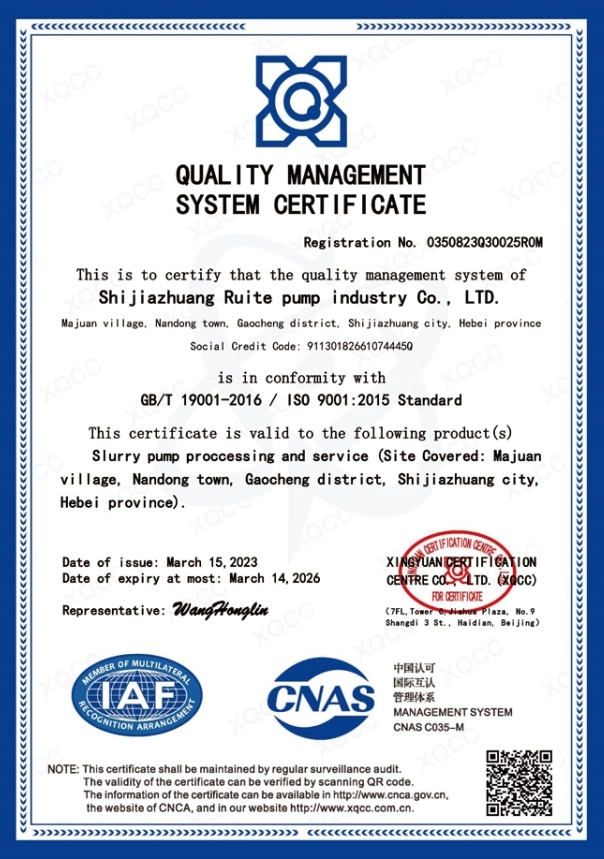 QUALITY MANAGEMENT
SYSTEM CERTIFICATE
Registration No. 0350823Q30025R0M
This is to certify that the quality management system of
Shijiazhuang Ruite pump industry Co., LTD.
Majuan village, Nandong town, Gaocheng district, Shijiazhuang city, Hebei province
Social Credit Code: 91130182661074445Q
is in conformity with
GB/T 19001-2016 / ISO 9001:2015 Standard
This certificate is valid to the following product(s)
Slurry pump proccessing and service (Site Covered: Majuan
village, Nandong town, Gaocheng district, Shijiazhuang city,
Hebei province).
Date of issue: March 15,2023
Date of expiry at most: March 14,2026
Representative: WangHonglin
XINGYUAN CERTIFICATION
CENTRE CO., LTD. (XQCC)
FOR CERTIFICATE
(7FL,Tower C,Jiahua Plaza, No.9
Shangdi 3 St., Haidian, Beijing)
MEMBER OF MULTILATERAL
IAF
RECOGNITION ARRANGEMENT
CNAS
中国认可
国际互认
管理体系
MANAGEMENT SYSTEM
CNAS C035-M
NOTE: This certificate shall be maintained by regular surveillance audit.
The validity of the certificate can be verified by scanning QR code.
The information of the certificate can be available in http://www.cnca.gov.cn,
the website of CNCA, and in our website http://www.xqcc.com.cn.
XQCC